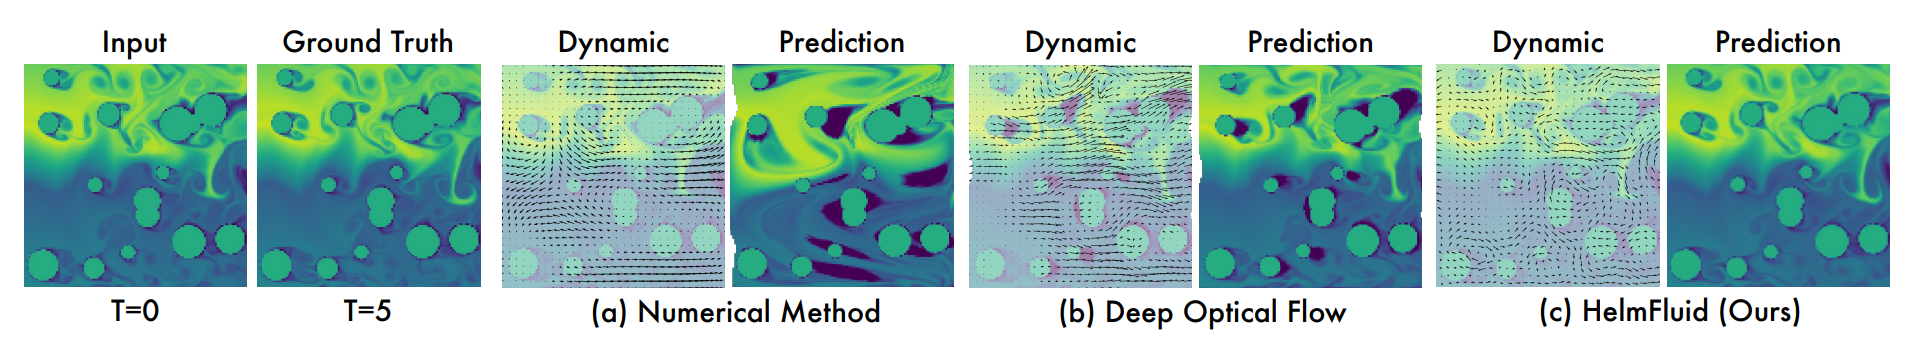 Input Ground Truth Dynamic Prediction Dynamic Prediction Dynamic Prediction
T=0 T=5 (a) Numerical Method (b) Deep Optical Flow (c) HelmFluid (Ours)